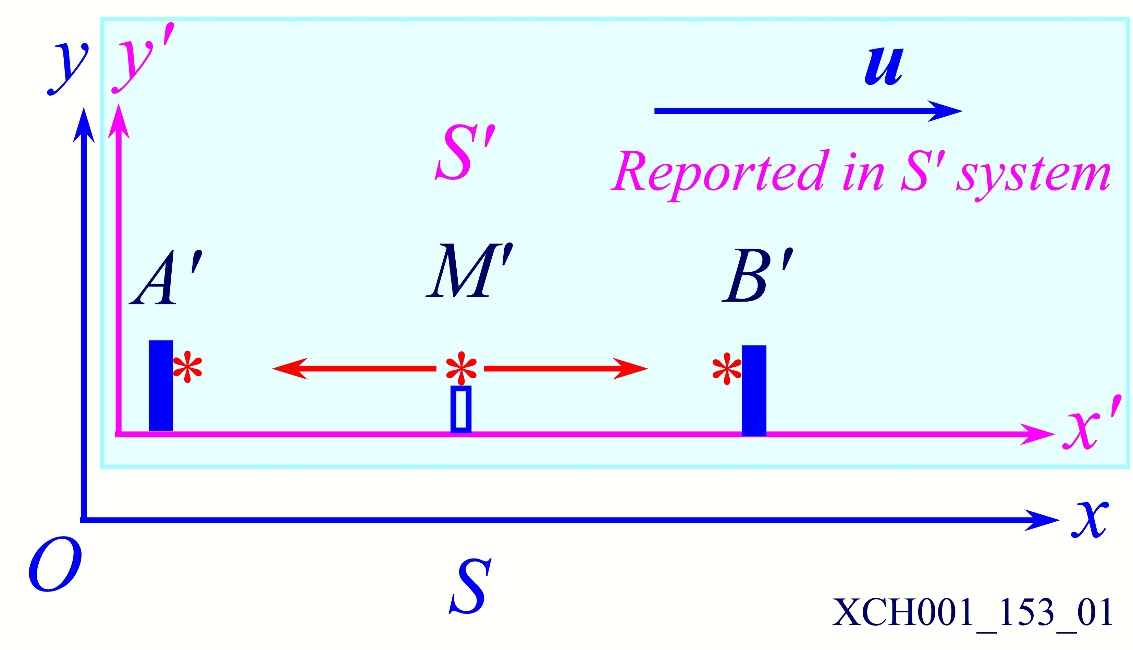 y y′ u
S′
Reported in S′ system
A′ M′ B′
* * *
x′
x
O S
XCH001_153_01